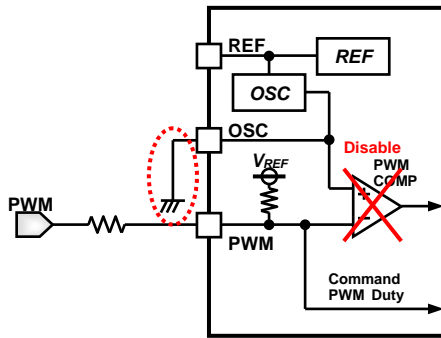 REF
REF
OSC
OSC
Disable
PWM
COMP
VREF
PWM
PWM
Command
PWM Duty